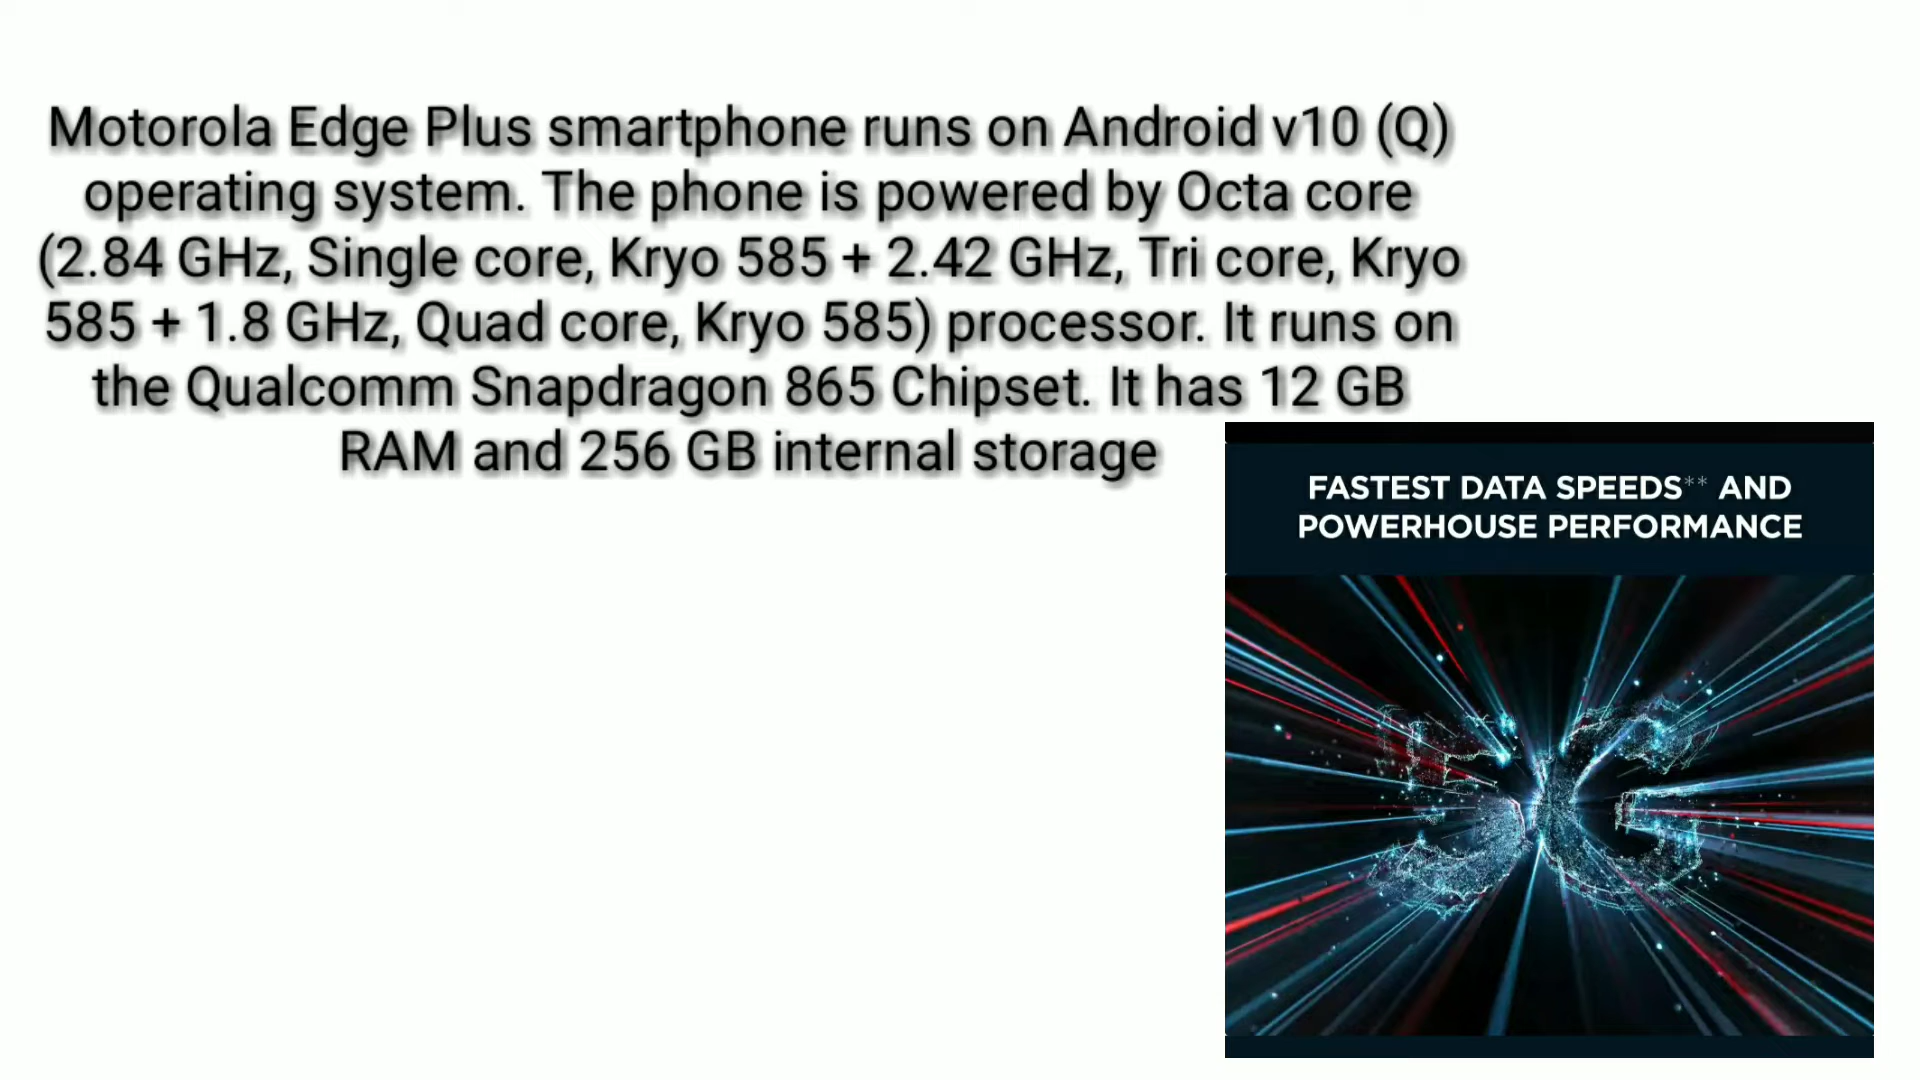 Motorola Edge Plus smartphone runs on Android v10 (Q)
operating system. The phone is powered by Octa core
(2.84 GHz, Single core, Kryo 585 + 2.42 GHz, Tri core, Kryo
585 + 1.8 GHz, Quad core, Kryo 585) processor. It runs on
the Qualcomm Snapdragon 865 Chipset. It has 12 GB
RAM and 256 GB internal storage
FASTEST DATA SPEEDS** AND
POWERHOUSE PERFORMANCE
5G